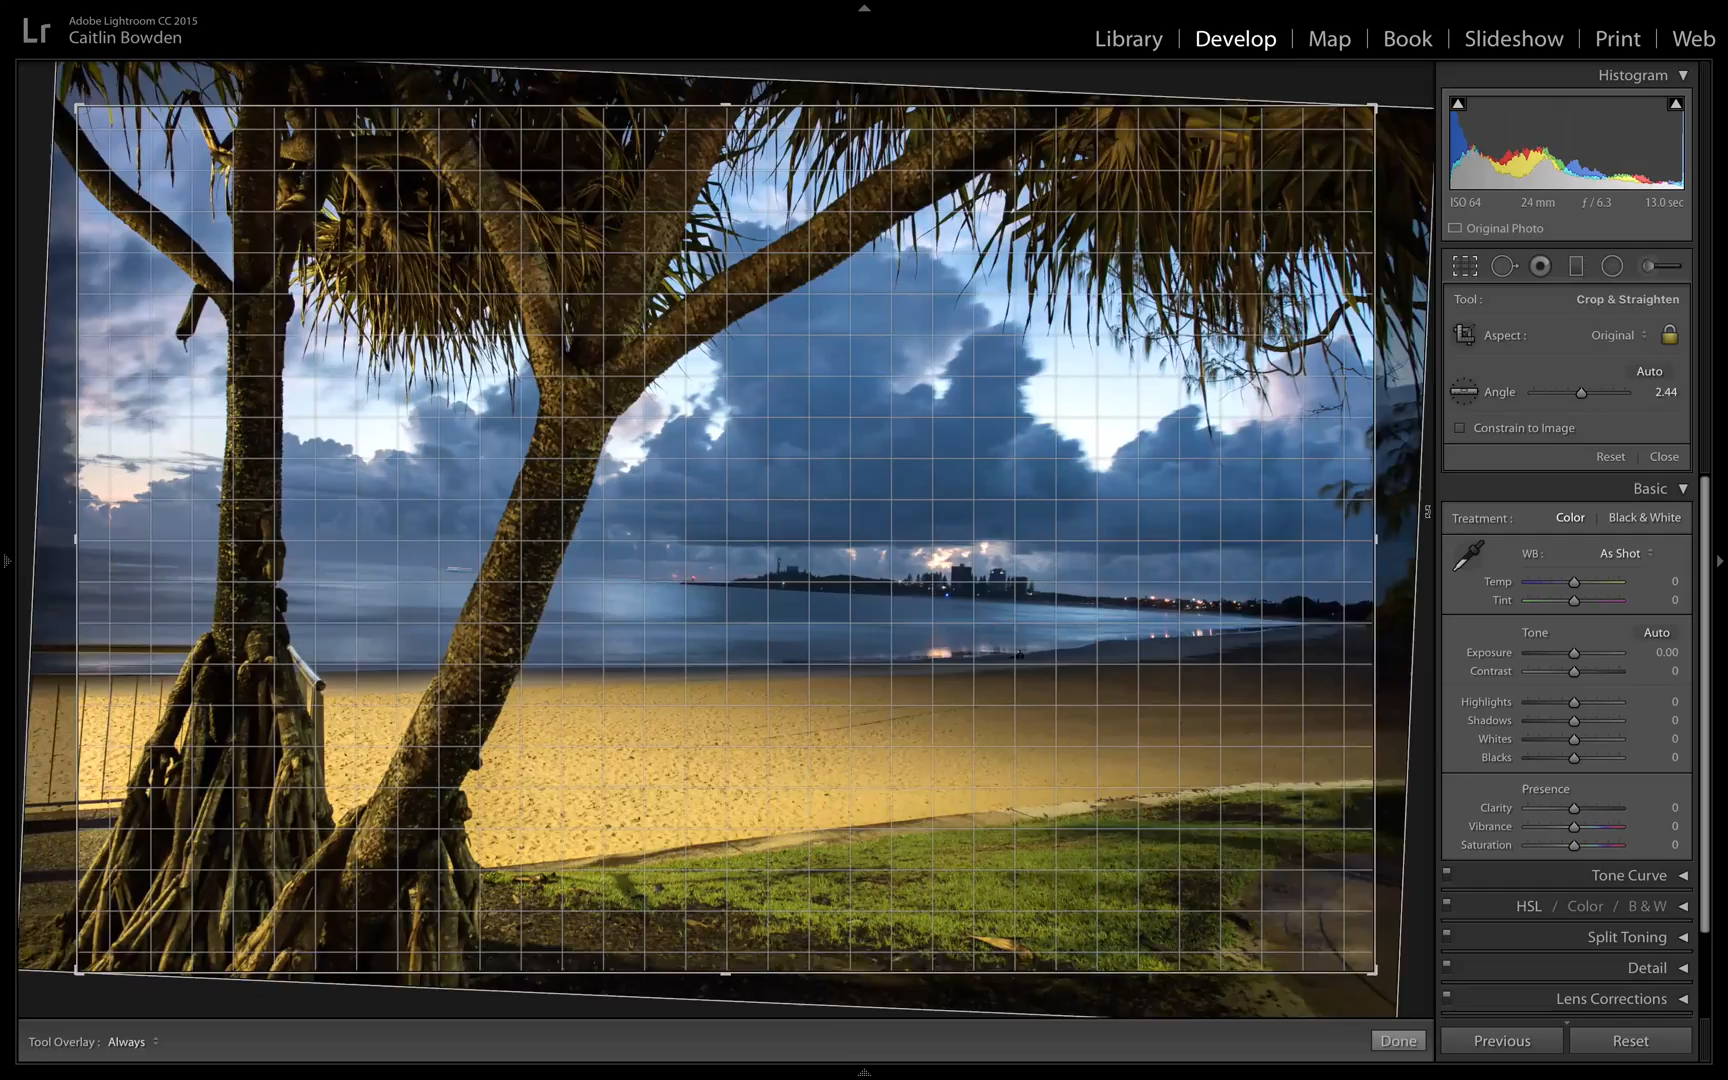 Lr
Adobe Lightroom CC 2015
Caitlin Bowden
Library | Develop | Map | Book | Slideshow | Print | Web
Histogram
ISO 64 24 mm ƒ / 6.3 13.0 sec
Original Photo
Tool : Crop & Straighten
Aspect : Original
Auto
Angle 2.44
Constrain to Image
Reset Close
Basic
Treatment : Color | Black & White
WB : As Shot
Temp 0
Tint 0
Tone Auto
Exposure 0.00
Contrast 0
Highlights 0
Shadows 0
Whites 0
Blacks 0
Presence
Clarity 0
Vibrance 0
Saturation 0
Tone Curve
HSL / Color / B & W
Split Toning
Detail
Lens Corrections
Tool Overlay : Always Done
Previous Reset